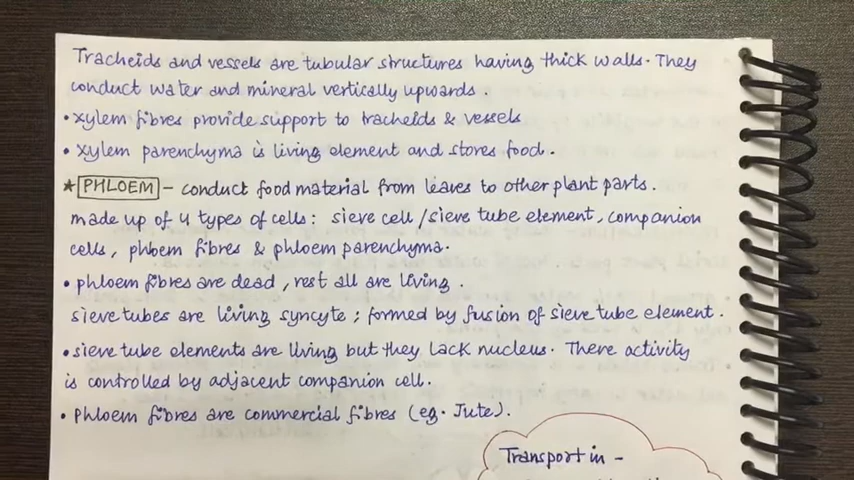 Tracheids and vessels are tubular structures having thick walls. They
conduct water and mineral vertically upwards.
• xylem fibres provide support to tracheids & vessels
• xylem parenchyma is living element and stores food.
★ PHLOEM – conduct food material from leaves to other plant parts.
made up of 4 types of cells: sieve cell/sieve tube element, companion
cells, phloem fibres & phloem parenchyma.
• phloem fibres are dead, rest all are living.
sieve tubes are living syncyte; formed by fusion of sieve tube element.
• sieve tube elements are living but they lack nucleus. There activity
is controlled by adjacent companion cell.
• Phloem fibres are commercial fibres (eg. Jute).
Transport in –